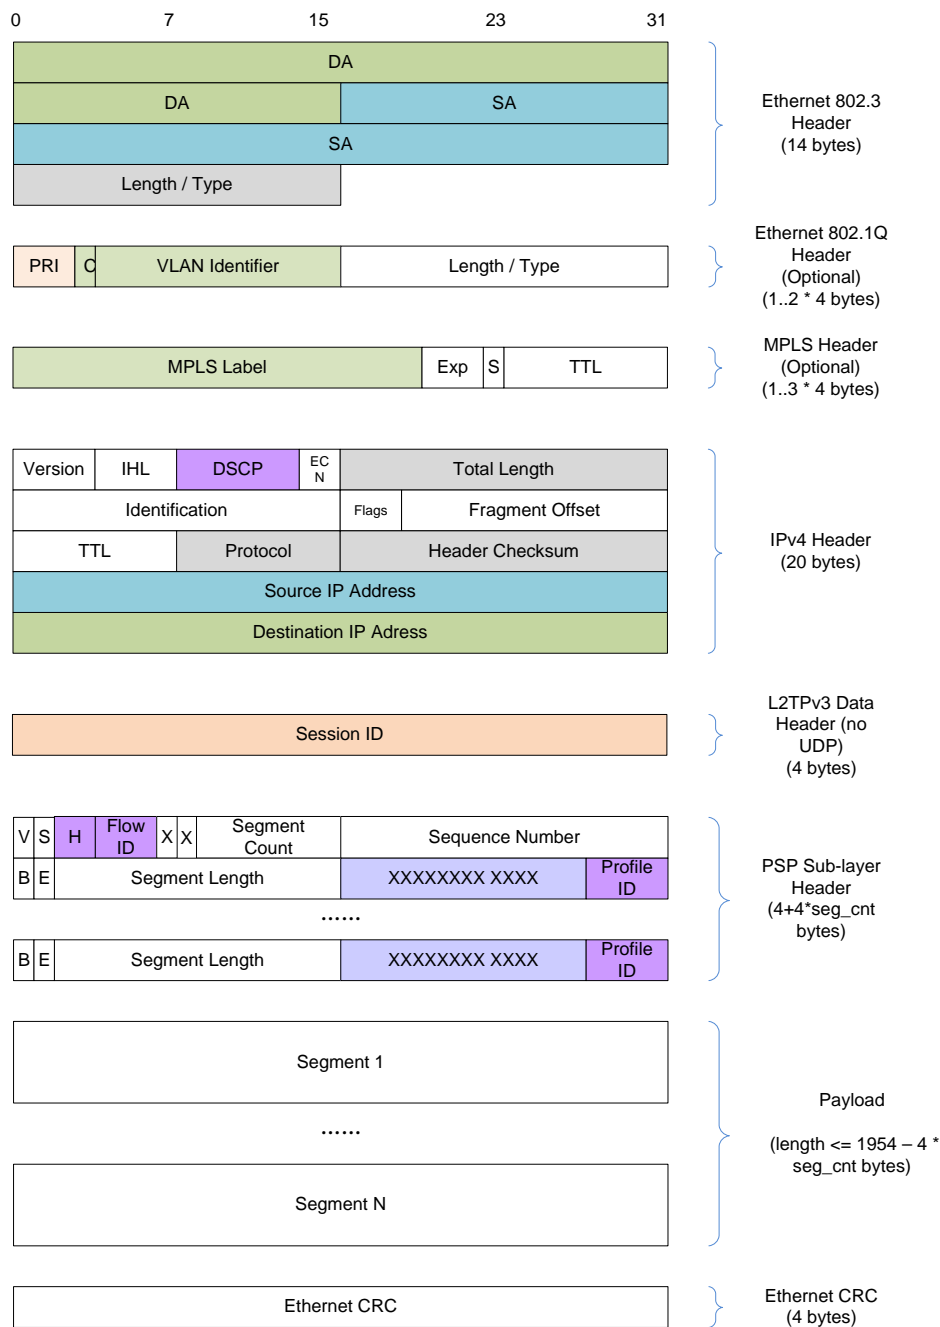 0 7 15 23 31
DA
DA SA
SA
Length / Type
Ethernet 802.3
Header
(14 bytes)
PRI C VLAN Identifier Length / Type
Ethernet 802.1Q
Header
(Optional)
(1..2 * 4 bytes)
MPLS Label Exp S TTL
MPLS Header
(Optional)
(1..3 * 4 bytes)
Version IHL DSCP EC
N Total Length
Identification Flags Fragment Offset
TTL Protocol Header Checksum
Source IP Address
Destination IP Adress
IPv4 Header
(20 bytes)
Session ID
L2TPv3 Data
Header (no
UDP)
(4 bytes)
V S H Flow
ID X X Segment
Count Sequence Number
B E Segment Length XXXXXXXX XXXX Profile
ID
......
B E Segment Length XXXXXXXX XXXX Profile
ID
PSP Sub-layer
Header
(4+4*seg_cnt
bytes)
Segment 1
......
Segment N
Payload
(length <= 1954 – 4 *
seg_cnt bytes)
Ethernet CRC
Ethernet CRC
(4 bytes)